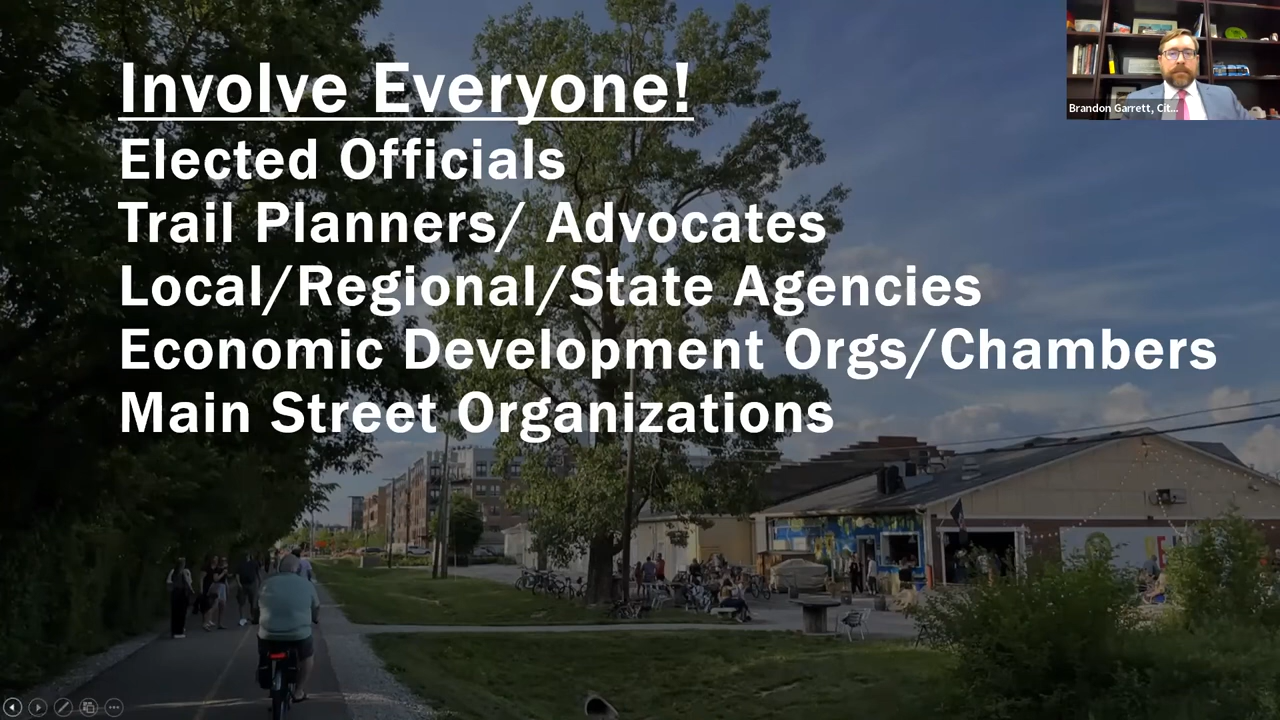 Involve Everyone!
Elected Officials
Trail Planners/ Advocates
Local/Regional/State Agencies
Economic Development Orgs/Chambers
Main Street Organizations
Brandon Garrett, Cit...